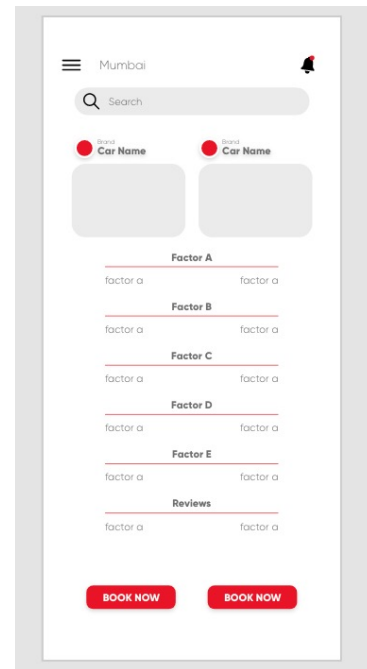 Mumbai
Search
Brand Brand
Car Name Car Name
Factor A
factor a factor a
Factor B
factor a factor a
Factor C
factor a factor a
Factor D
factor a factor a
Factor E
factor a factor a
Reviews
factor a factor a
BOOK NOW BOOK NOW